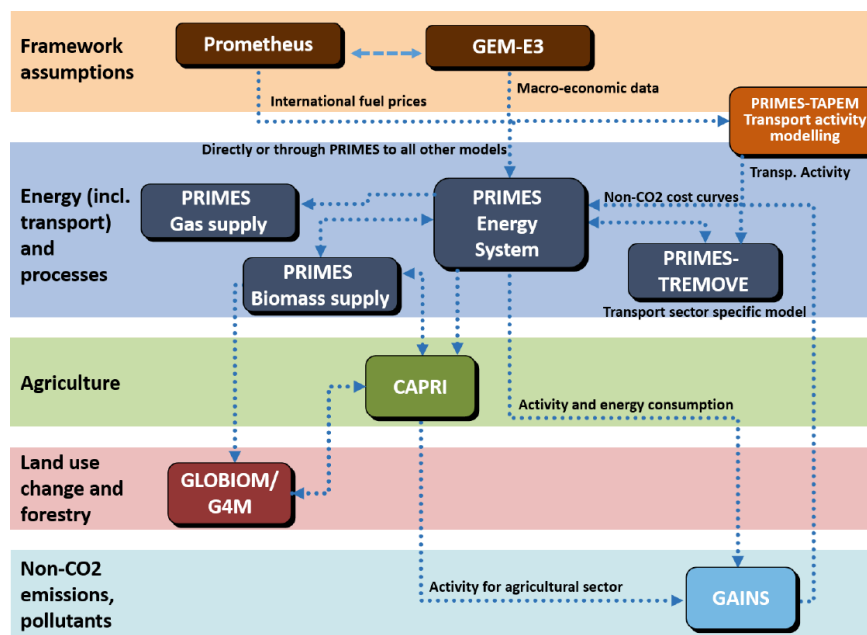 Framework
assumptions
Prometheus
GEM-E3
International fuel prices
Macro-economic data
PRIMES-TAPEM
Transport activity
modelling
Directly or through PRIMES to all other models
Transp. Activity
Energy (incl.
transport) and
processes
PRIMES
Gas supply
PRIMES
Energy
System
Non-CO2 cost curves
PRIMES-
TREMOVE
PRIMES
Biomass supply
Transport sector specific model
Agriculture
CAPRI
Activity and energy consumption
Land use
change and
forestry
GLOBIOM/
G4M
Non-CO2
emissions,
pollutants
Activity for agricultural sector
GAINS